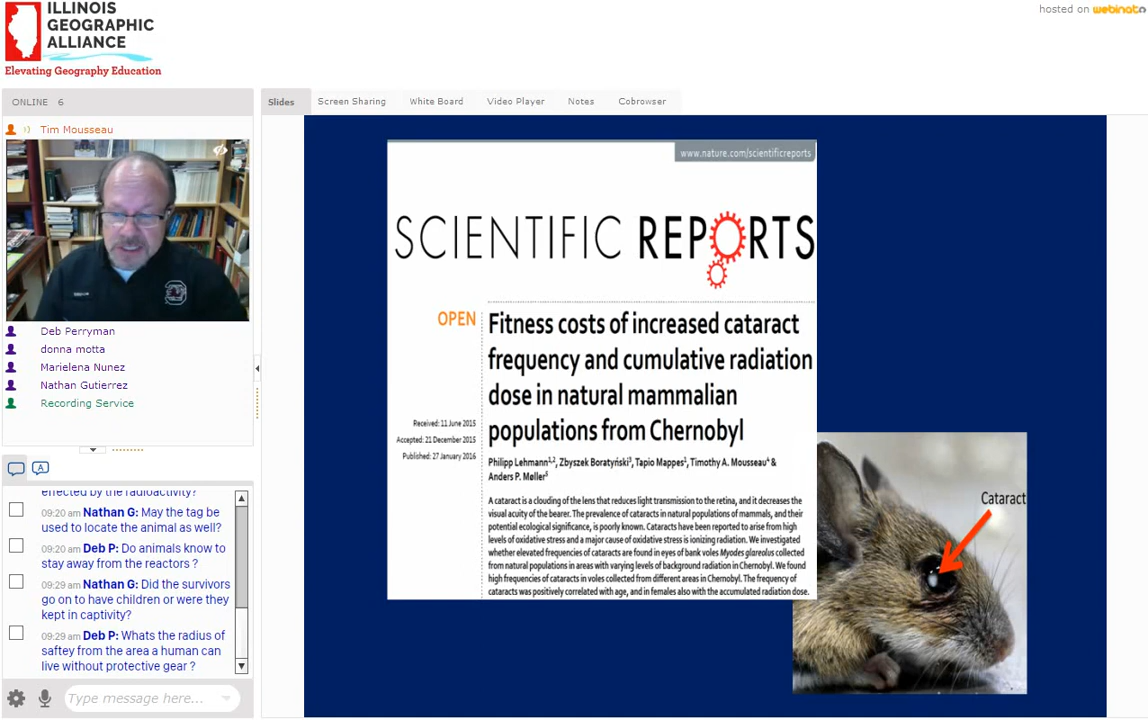 ILLINOIS
GEOGRAPHIC
ALLIANCE
Elevating Geography Education
hosted on webinato
ONLINE 6
Tim Mousseau
Deb Perryman
donna motta
Marielena Nunez
Nathan Gutierrez
Recording Service
effected by the radioactivity?
09:20 am Nathan G: May the tag be
used to locate the animal as well?
09:20 am Deb P: Do animals know to
stay away from the reactors ?
09:29 am Nathan G: Did the survivors
go on to have children or were they
kept in captivity?
09:29 am Deb P: Whats the radius of
saftey from the area a human can
live without protective gear ?
Type message here...
Slides
Screen Sharing
White Board
Video Player
Notes
Cobrowser
www.nature.com/scientificreports
SCIENTIFIC REPORTS
OPEN
Fitness costs of increased cataract
frequency and cumulative radiation
dose in natural mammalian
populations from Chernobyl
Received: 11 June 2015
Accepted: 21 December 2015
Published: 27 January 2016
Philipp Lehmann1,2, Zbyszek Boratyński3, Tapio Mappes2, Timothy A. Mousseau4 &
Anders P. Møller5
A cataract is a clouding of the lens that reduces light transmission to the retina, and it decreases the
visual acuity of the bearer. The prevalence of cataracts in natural populations of mammals, and their
potential ecological significance, is poorly known. Cataracts have been reported to arise from high
levels of oxidative stress and a major cause of oxidative stress is ionizing radiation. We investigated
whether elevated frequencies of cataracts are found in eyes of bank voles Myodes glareolus collected
from natural populations in areas with varying levels of background radiation in Chernobyl. We found
high frequencies of cataracts in voles collected from different areas in Chernobyl. The frequency of
cataracts was positively correlated with age, and in females also with the accumulated radiation dose.
Cataract